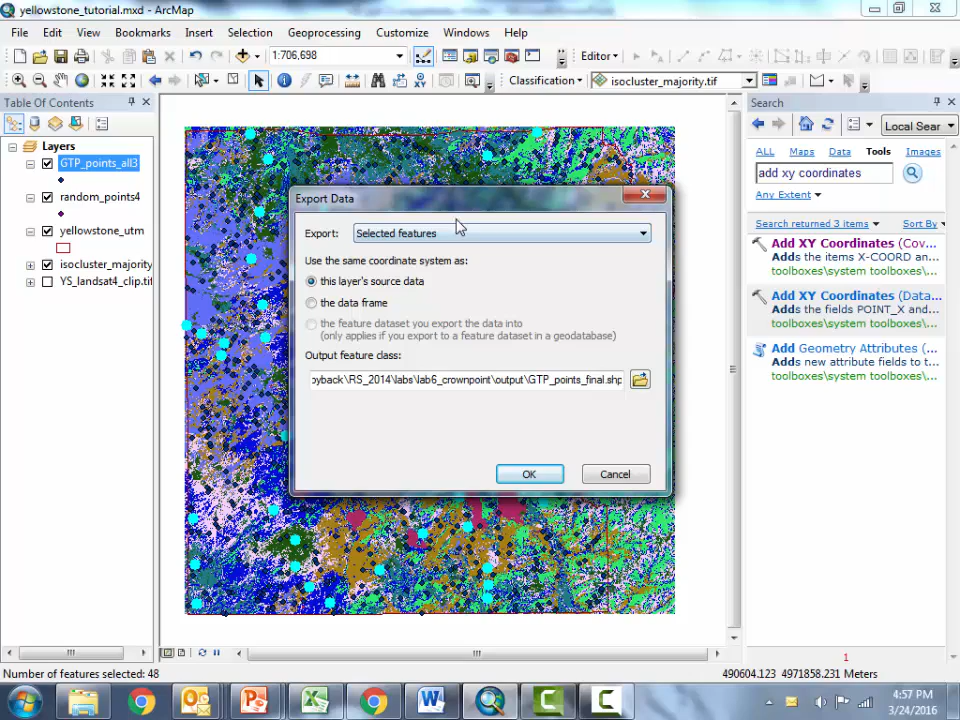 yellowstone_tutorial.mxd - ArcMap
File Edit View Bookmarks Insert Selection Geoprocessing Customize Windows Help
1:706,698
Editor
Classification
isocluster_majority.tif
Table Of Contents
Layers
GTP_points_all3
random_points4
yellowstone_utm
isocluster_majority
YS_landsat4_clip.tif
Export Data
Export:
Selected features
Use the same coordinate system as:
this layer's source data
the data frame
the feature dataset you export the data into
(only applies if you export to a feature dataset in a geodatabase)
Output feature class:
yback\RS_2014\labs\lab6_crownpoint\output\GTP_points_final.shp
OK
Cancel
Search
Local Sear
ALL Maps Data Tools Images
add xy coordinates
Any Extent
Search returned 3 items
Sort By
Add XY Coordinates (Cov...
Adds the items X-COORD an...
toolboxes\system toolboxes\...
Add XY Coordinates (Data...
Adds the fields POINT_X and...
toolboxes\system toolboxes\...
Add Geometry Attributes (...
Adds new attribute fields to t...
toolboxes\system toolboxes\...
1
Number of features selected: 48
490604.123 4971858.231 Meters
4:57 PM
3/24/2016